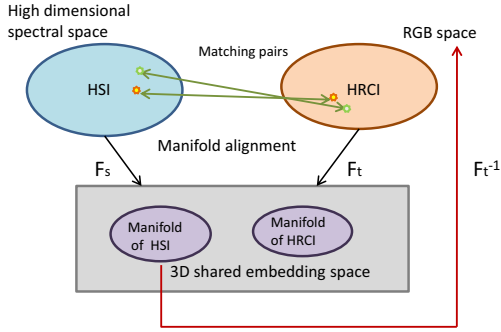 High dimensional
spectral space
RGB space
Matching pairs
HSI
HRCI
Manifold alignment
Fs
Ft
Ft-1
Manifold
of HSI
Manifold
of HRCI
3D shared embedding space